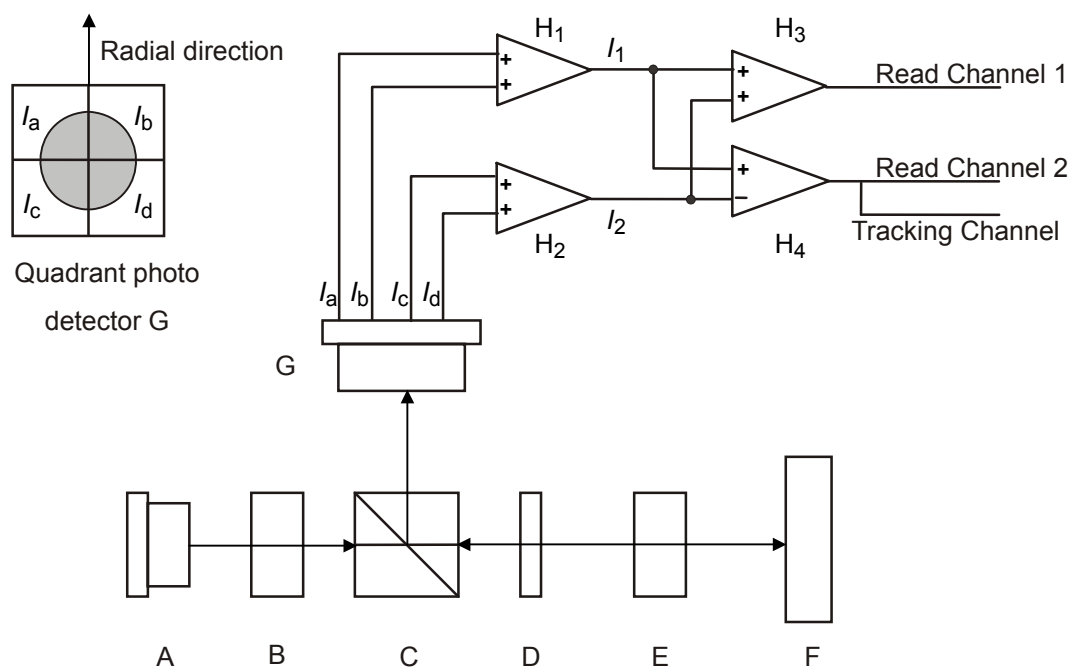 Radial direction
Ia
Ib
Ic
Id
Quadrant photo
detector G
H1
I1
H3
+
+
+
+
Read Channel 1
+
+
H2
I2
+
−
H4
Read Channel 2
Tracking Channel
Ia
Ib
Ic
Id
G
A
B
C
D
E
F